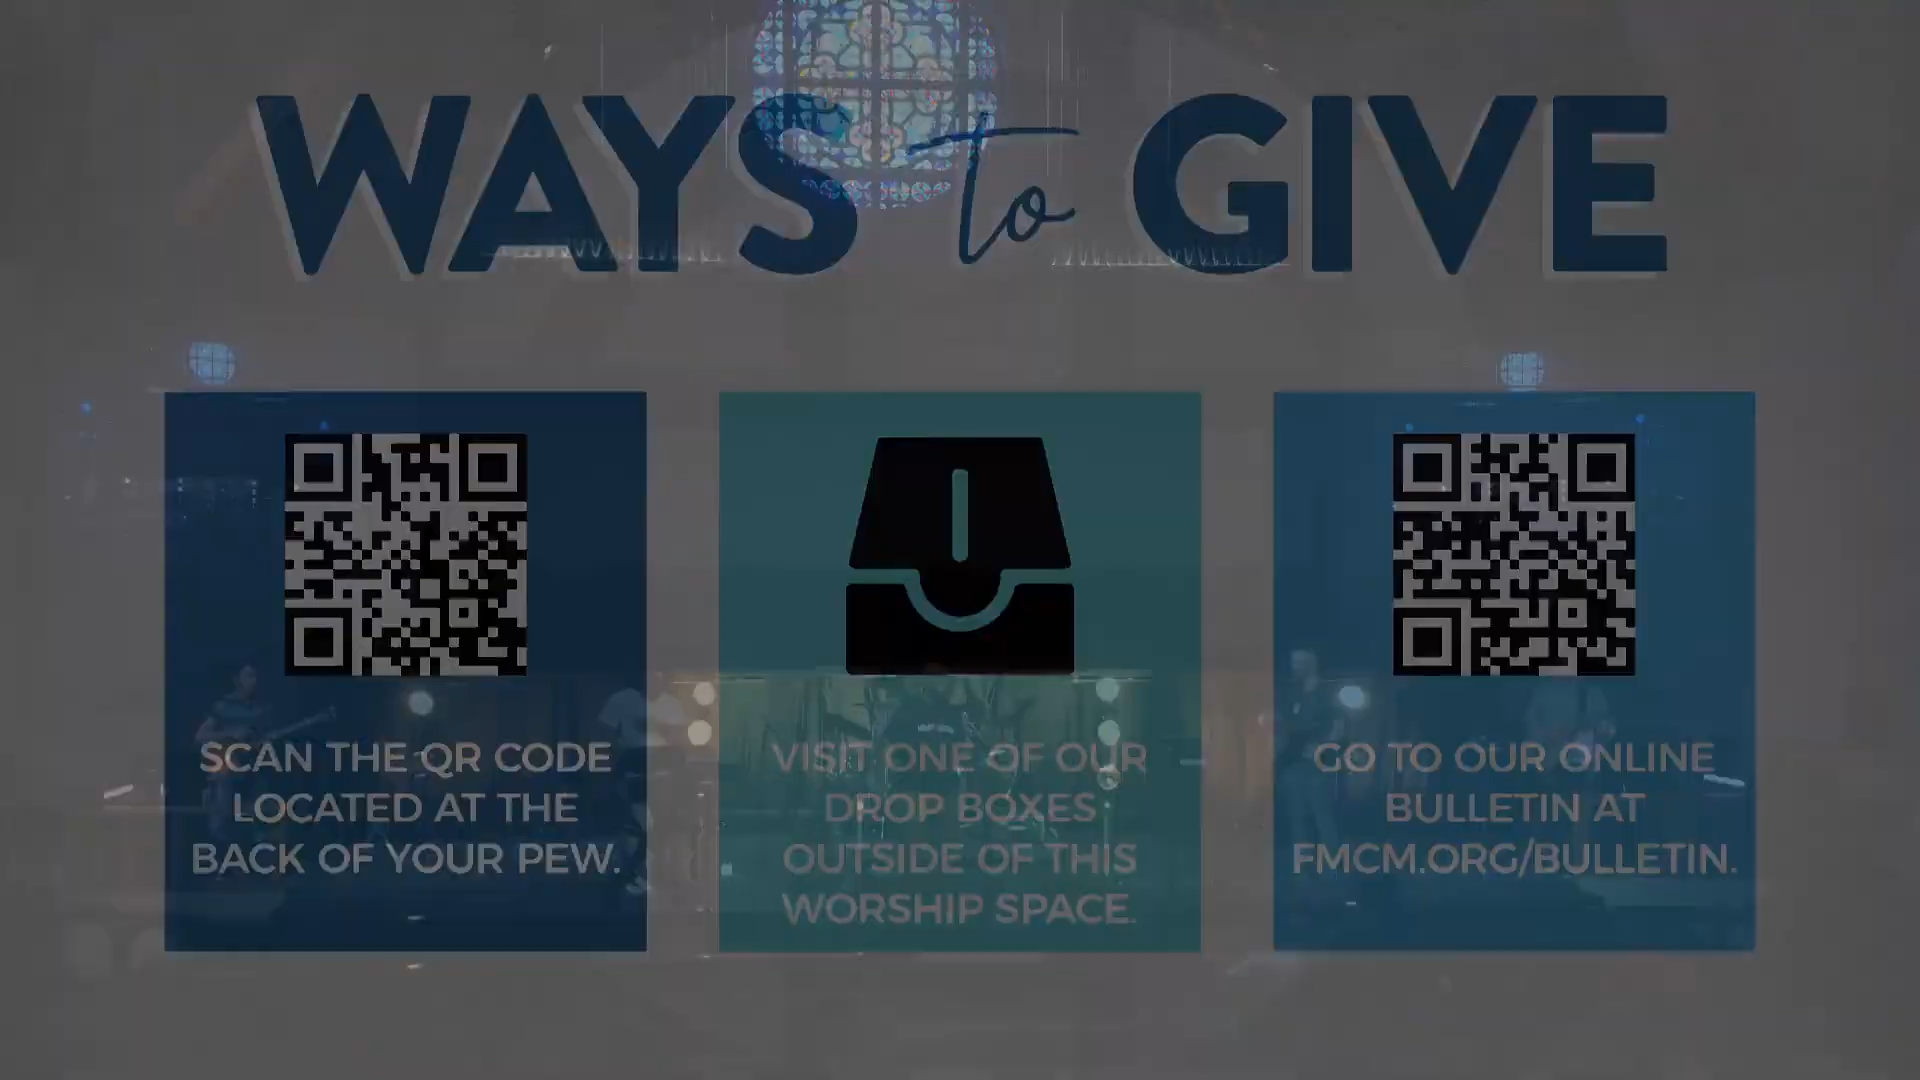 WAYS to GIVE
SCAN THE QR CODE
LOCATED AT THE
BACK OF YOUR PEW.
VISIT ONE OF OUR
DROP BOXES
OUTSIDE OF THIS
WORSHIP SPACE.
GO TO OUR ONLINE
BULLETIN AT
FMCM.ORG/BULLETIN.